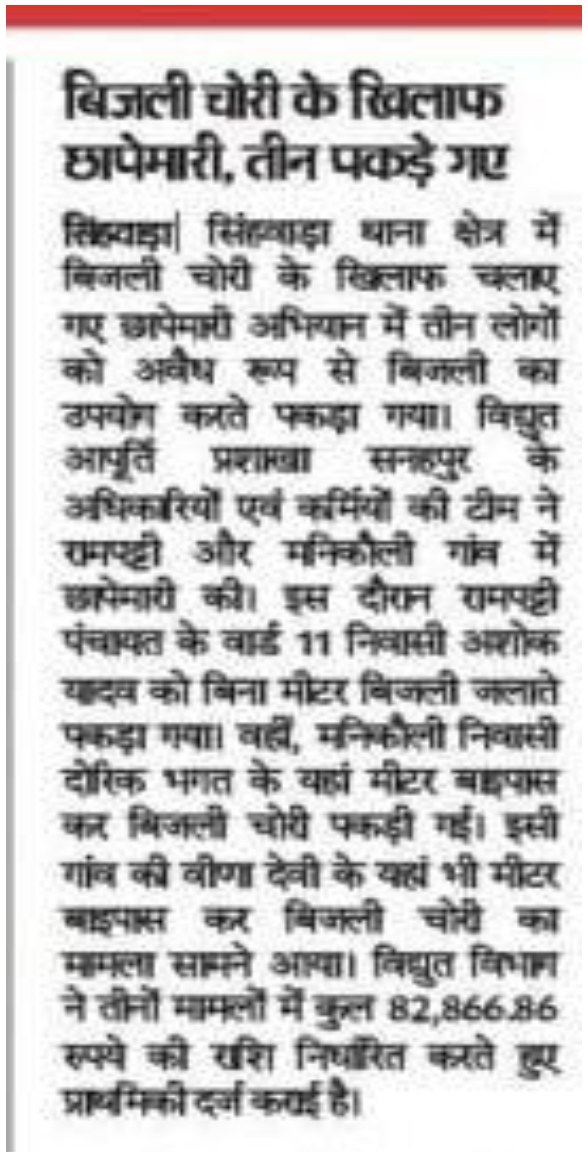 बिजली चोरी के खिलाफ
छापेमारी, तीन पकड़े गए
सिंहवाड़ा| सिंहवाड़ा थाना क्षेत्र में
बिजली चोरी के खिलाफ चलाए
गए छापेमारी अभियान में तीन लोगों
को अवैध रूप से बिजली का
उपयोग करते पकड़ा गया। विद्युत
आपूर्ति प्रशाखा सनहपुर के
अधिकारियों एवं कर्मियों की टीम ने
रामपट्टी और मनिकौली गांव में
छापेमारी की। इस दौरान रामपट्टी
पंचायत के वार्ड 11 निवासी अशोक
यादव को बिना मीटर बिजली जलाते
पकड़ा गया। वहीं, मनिकौली निवासी
दोरिक भगत के यहां मीटर बाइपास
कर बिजली चोरी पकड़ी गई। इसी
गांव की वीणा देवी के यहां भी मीटर
बाइपास कर बिजली चोरी का
मामला सामने आया। विद्युत विभाग
ने तीनों मामलों में कुल 82,866.86
रुपये की राशि निर्धारित करते हुए
प्राथमिकी दर्ज कराई है।